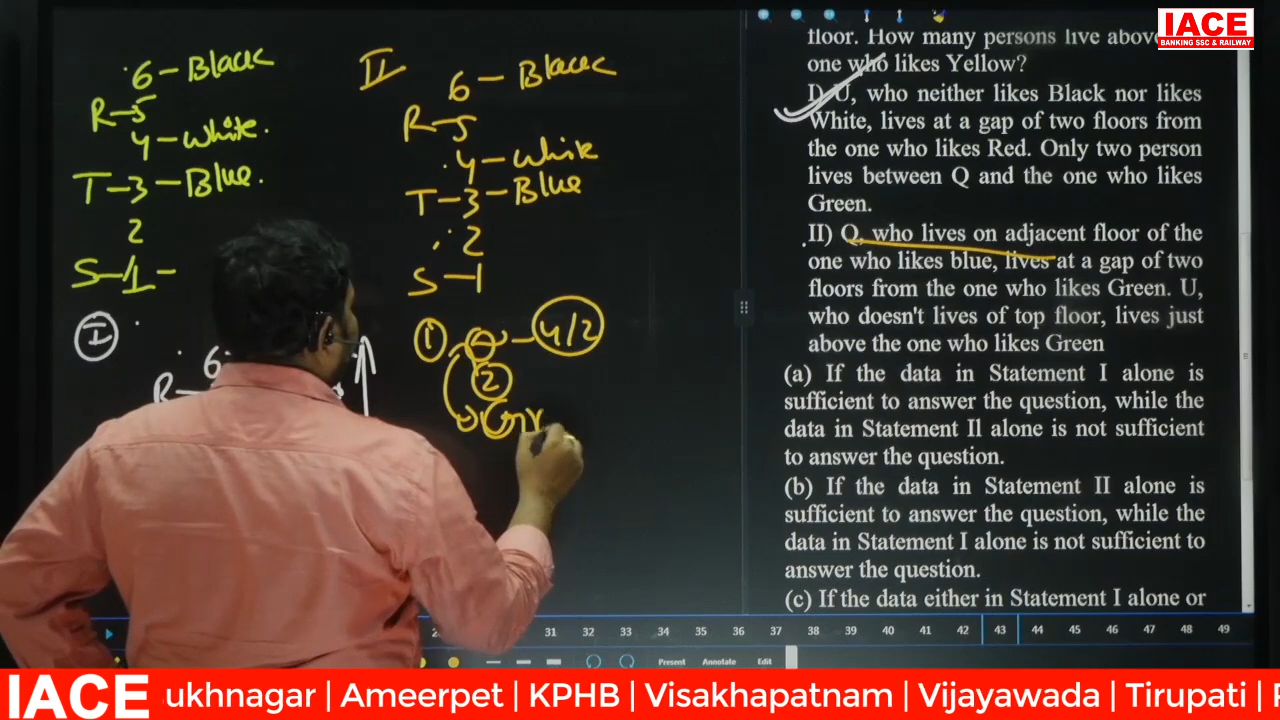 IACE
BANKING SSC & RAILWAY
6 - Black
R - 5
4 - White.
T - 3 - Blue.
2
S - 1 -
I
6
R -
II
6 - Black
R - 5
4 - White
T - 3 - Blue
2
S - 1
1 - 4/2
2
floor. How many persons live above
one who likes Yellow?
I) U, who neither likes Black nor likes
White, lives at a gap of two floors from
the one who likes Red. Only two person
lives between Q and the one who likes
Green.
II) Q, who lives on adjacent floor of the
one who likes blue, lives at a gap of two
floors from the one who likes Green. U,
who doesn't lives of top floor, lives just
above the one who likes Green
(a) If the data in Statement I alone is
sufficient to answer the question, while the
data in Statement Il alone is not sufficient
to answer the question.
(b) If the data in Statement II alone is
sufficient to answer the question, while the
data in Statement I alone is not sufficient to
answer the question.
(c) If the data either in Statement I alone or
31 32 33 34 35 36 37 38 39 40 41 42 43 44 45 46 47 48 49
Present Annotate Edit
IACE ukhnagar | Ameerpet | KPHB | Visakhapatnam | Vijayawada | Tirupati |